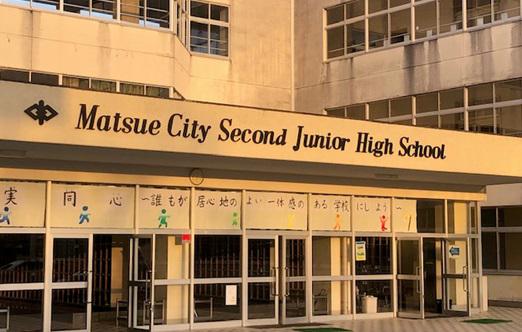 Matsue City Second Junior High School
実同心 〜誰もが居心地のよい一体感のある学校にしよう〜